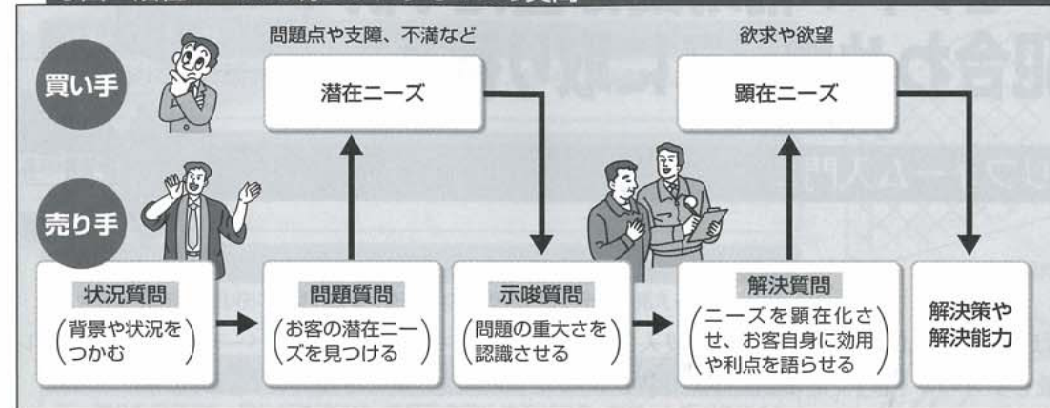 問題点や支障、不満など
欲求や欲望
買い手
潜在ニーズ
顕在ニーズ
売り手
状況質問
(背景や状況を
つかむ)
問題質問
(お客の潜在ニー
ズを見つける)
示唆質問
(問題の重大さを
認識させる)
解決質問
(ニーズを顕在化さ
せ、お客自身に効用
や利点を語らせる)
解決策や
解決能力